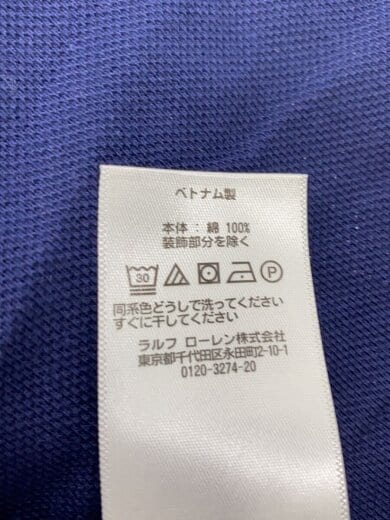 ベトナム製
本体 : 綿 100%
装飾部分を除く
30 P
同系色どうしで洗ってください
すぐに干してください
ラルフ ローレン株式会社
東京都千代田区永田町2-10-1
0120-3274-20